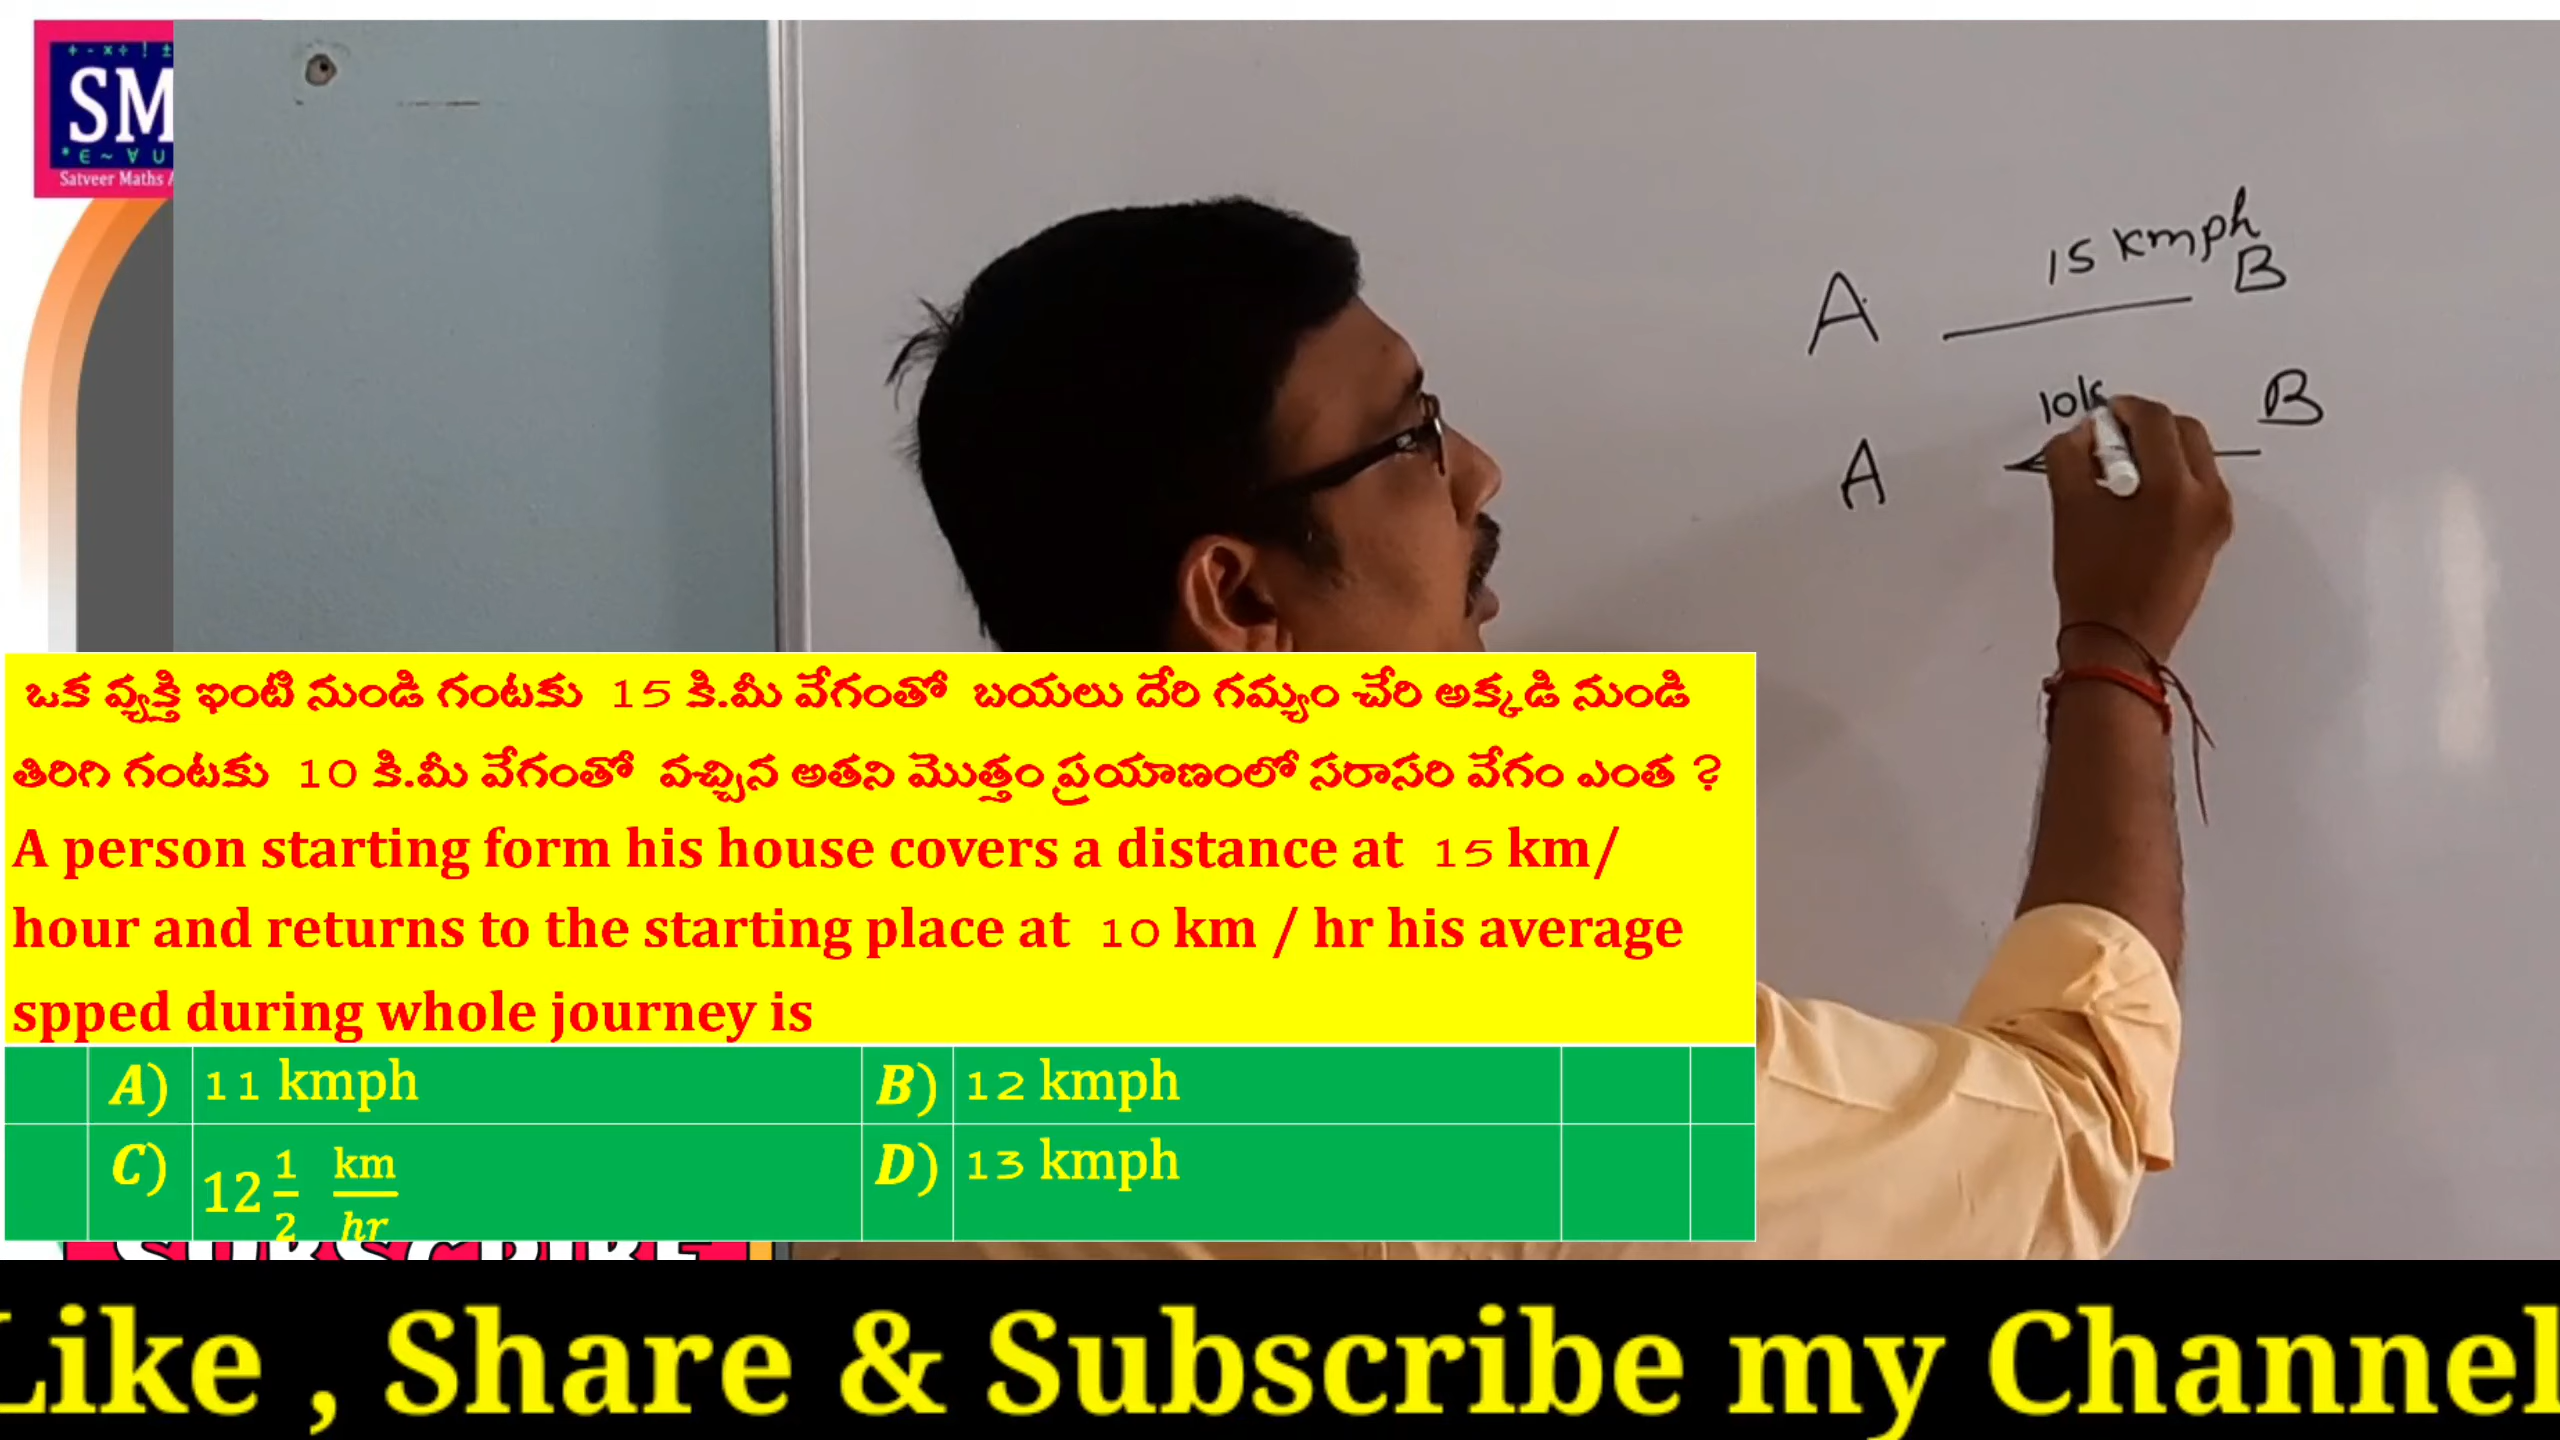 + - × ÷ ! ±
SM
* ∈ ~ ∀ ∪
Satveer Maths
15 kmph
A B
10k
B
A
ఒక వ్యక్తి ఇంటి నుండి గంటకు 15 కి.మీ వేగంతో బయలు దేరి గమ్యం చేరి అక్కడి నుండి
తిరిగి గంటకు 10 కి.మీ వేగంతో వచ్చిన అతని మొత్తం ప్రయాణంలో సరాసరి వేగం ఎంత ?
A person starting form his house covers a distance at 15 km/
hour and returns to the starting place at 10 km / hr his average
spped during whole journey is
A) 11 kmph B) 12 kmph
C) 12 1/2 km/hr D) 13 kmph
SUBSCRIBE
Like , Share & Subscribe my Channel